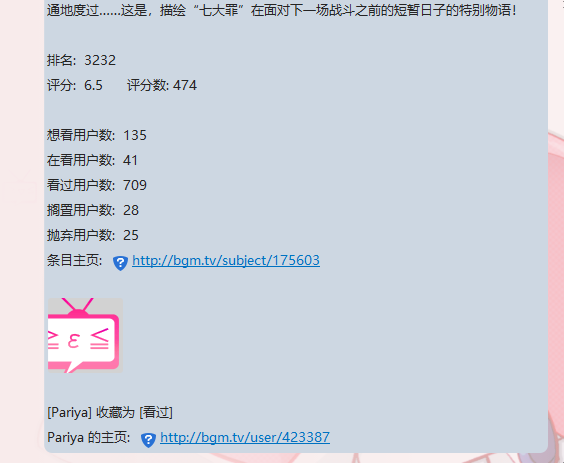 通地度过......这是，描绘“七大罪”在面对下一场战斗之前的短暂日子的特别物语！
排名: 3232
评分: 6.5 评分数: 474
想看用户数: 135
在看用户数: 41
看过用户数: 709
搁置用户数: 28
抛弃用户数: 25
条目主页: http://bgm.tv/subject/175603
≧ ε ≦
[Pariya] 收藏为 [看过]
Pariya 的主页: http://bgm.tv/user/423387